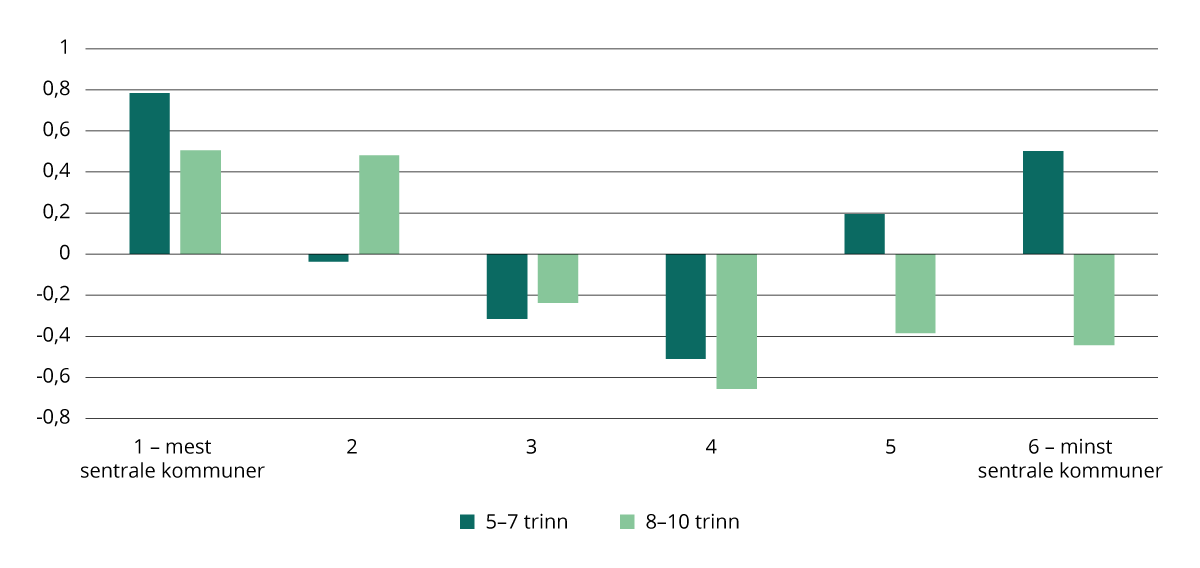 1
0,8
0,6
0,4
0,2
0
-0,2
-0,4
-0,6
-0,8
1 – mest
sentrale kommuner
2
3
4
5
6 – minst
sentrale kommuner
5–7 trinn
8–10 trinn